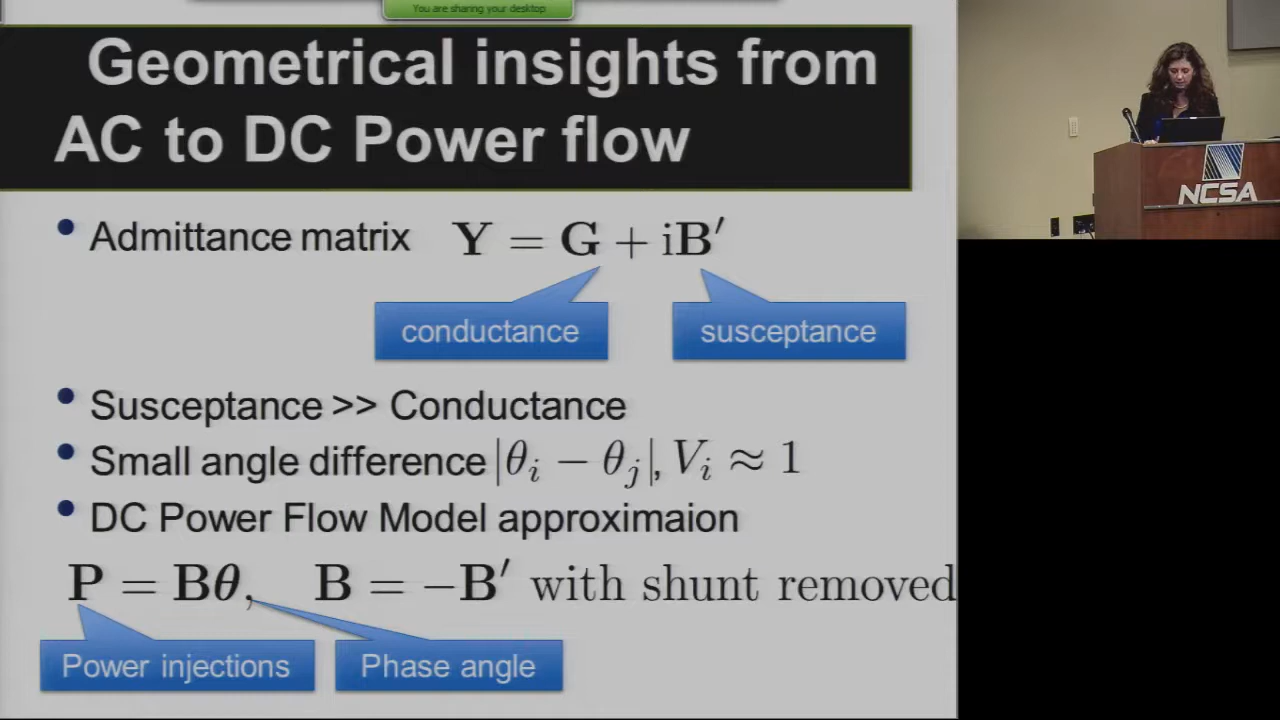 You are sharing your desktop
Geometrical insights from
AC to DC Power flow
NCSA
• Admittance matrix Y = G + iB′
conductance
susceptance
• Susceptance >> Conductance
• Small angle difference |θᵢ − θⱼ|, Vᵢ ≈ 1
• DC Power Flow Model approximaion
P = Bθ, B = −B′ with shunt removed
Power injections
Phase angle